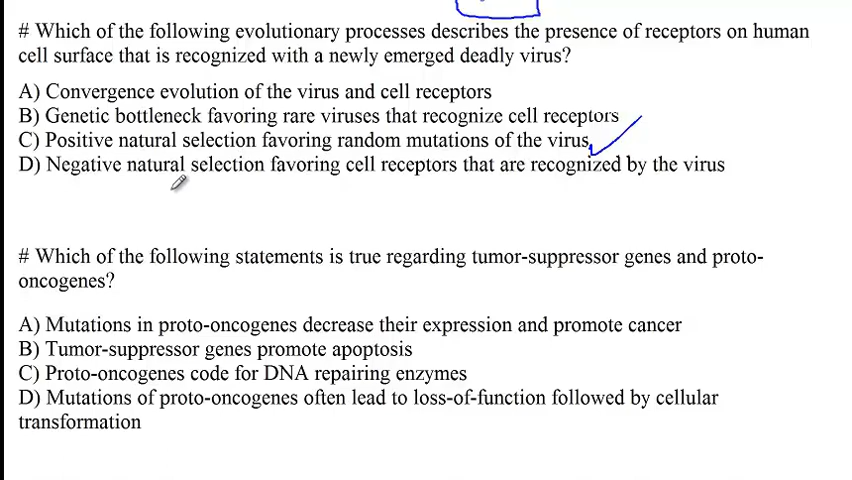 # Which of the following evolutionary processes describes the presence of receptors on human
cell surface that is recognized with a newly emerged deadly virus?
A) Convergence evolution of the virus and cell receptors
B) Genetic bottleneck favoring rare viruses that recognize cell receptors
C) Positive natural selection favoring random mutations of the virus
D) Negative natural selection favoring cell receptors that are recognized by the virus
# Which of the following statements is true regarding tumor-suppressor genes and proto-
oncogenes?
A) Mutations in proto-oncogenes decrease their expression and promote cancer
B) Tumor-suppressor genes promote apoptosis
C) Proto-oncogenes code for DNA repairing enzymes
D) Mutations of proto-oncogenes often lead to loss-of-function followed by cellular
transformation